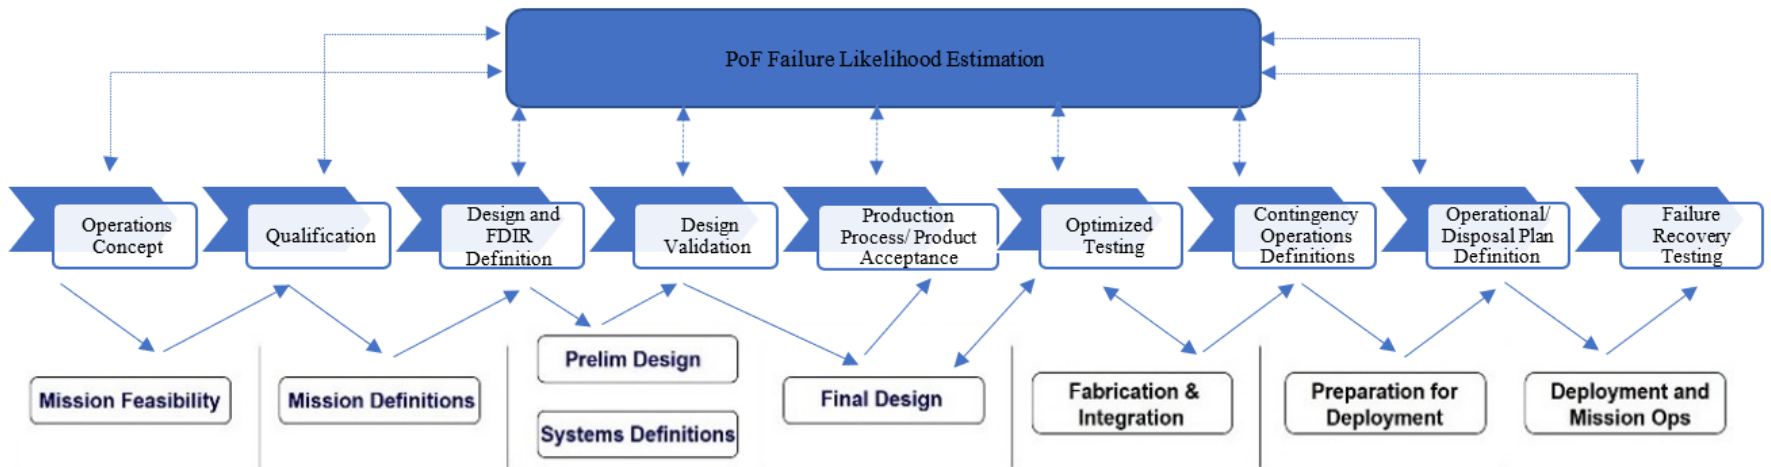 PoF Failure Likelihood Estimation
Operations
Concept
Qualification
Design and
FDIR
Definition
Design
Validation
Production
Process/ Product
Acceptance
Optimized
Testing
Contingency
Operations
Definitions
Operational/
Disposal Plan
Definition
Failure
Recovery
Testing
Mission Feasibility
Mission Definitions
Prelim Design
Systems Definitions
Final Design
Fabrication &
Integration
Preparation for
Deployment
Deployment and
Mission Ops